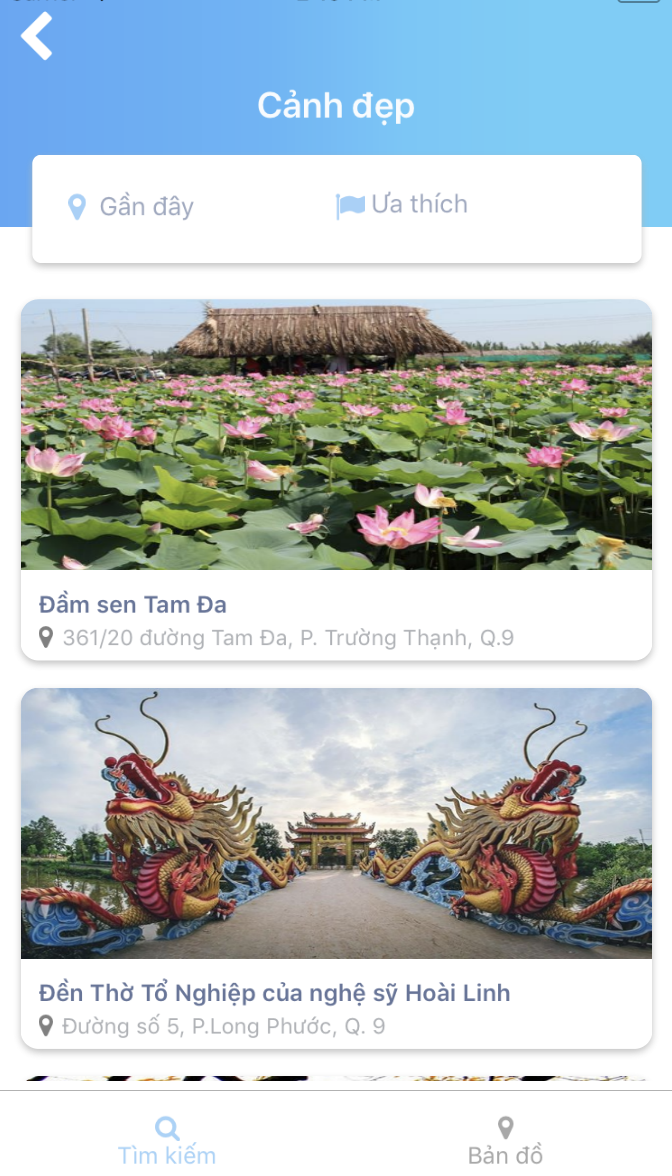 Cảnh đẹp
Gần đây
Ưa thích
Đầm sen Tam Đa
361/20 đường Tam Đa, P. Trường Thạnh, Q.9
Đền Thờ Tổ Nghiệp của nghệ sỹ Hoài Linh
Đường số 5, P.Long Phước, Q. 9
Tìm kiếm
Bản đồ